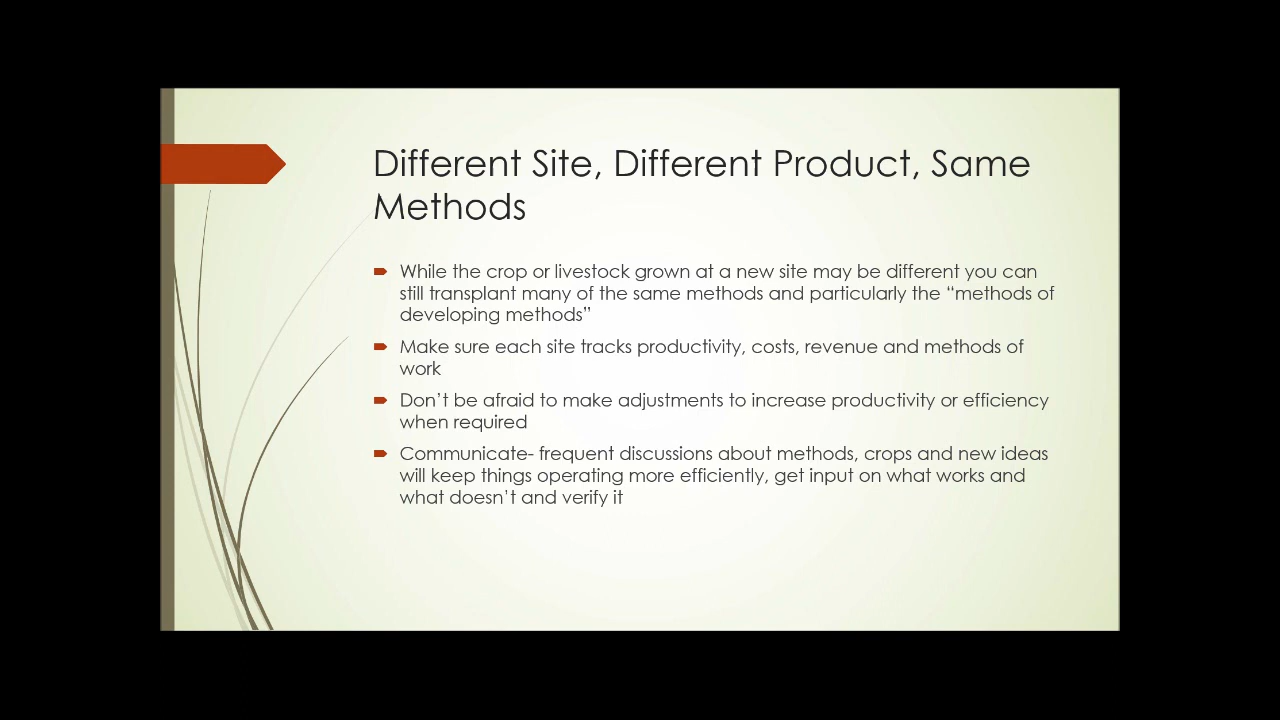 Different Site, Different Product, Same
Methods
While the crop or livestock grown at a new site may be different you can
still transplant many of the same methods and particularly the “methods of
developing methods”
Make sure each site tracks productivity, costs, revenue and methods of
work
Don’t be afraid to make adjustments to increase productivity or efficiency
when required
Communicate- frequent discussions about methods, crops and new ideas
will keep things operating more efficiently, get input on what works and
what doesn’t and verify it